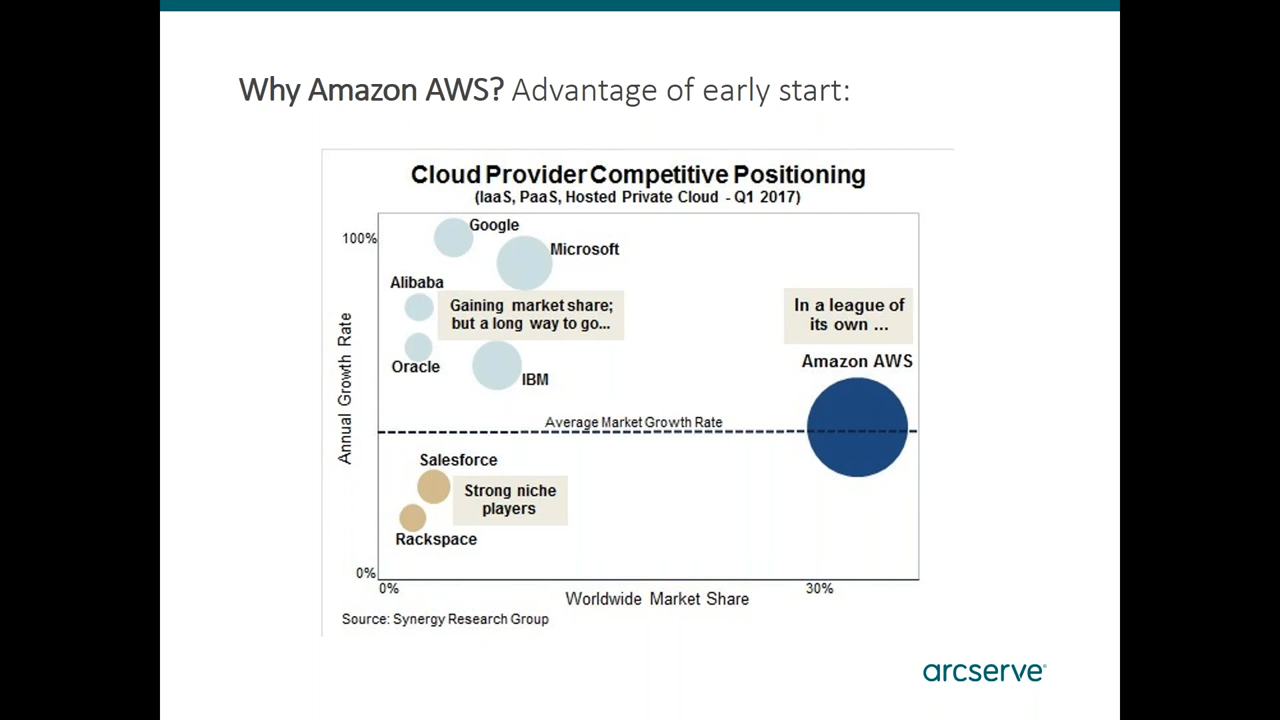 Why Amazon AWS? Advantage of early start:
Cloud Provider Competitive Positioning
(IaaS, PaaS, Hosted Private Cloud - Q1 2017)
Google
100%
Microsoft
Alibaba
Gaining market share;
but a long way to go...
In a league of
its own ...
Amazon AWS
Oracle
IBM
Annual Growth Rate
Average Market Growth Rate
Salesforce
Strong niche
players
Rackspace
0%
0%
30%
Worldwide Market Share
Source: Synergy Research Group
arcserve